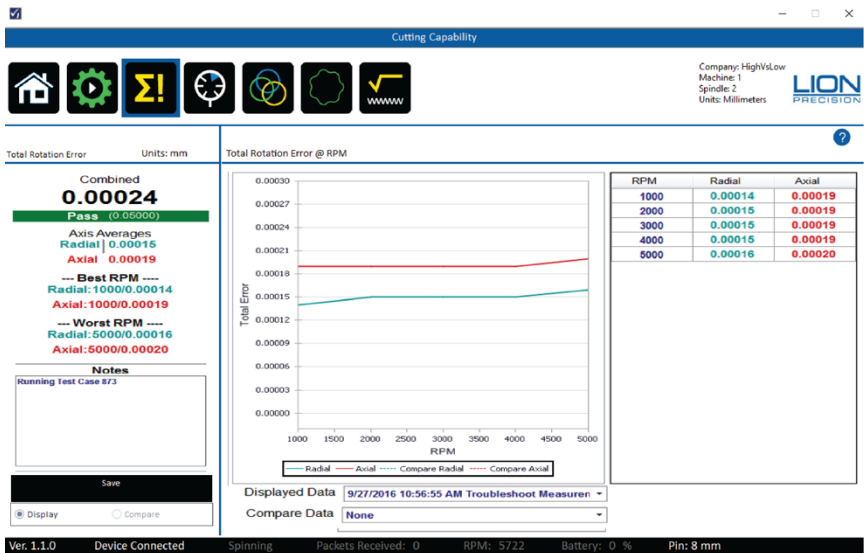 Cutting Capability
Σ!
Company: HighVsLow
Machine: 1
Spindle: 2
Units: Millimeters
LION
PRECISION
?
Total Rotation Error Units: mm
Total Rotation Error @ RPM
Combined
0.00024
Pass (0.05000)
Axis Averages
Radial 0.00015
Axial 0.00019
--- Best RPM ----
Radial:1000/0.00014
Axial:1000/0.00019
--- Worst RPM ----
Radial:5000/0.00016
Axial:5000/0.00020
Notes
Running Test Case 873
Save
Display Compare
0.00030
0.00027
0.00024
0.00021
0.00018
0.00015
0.00012
0.00009
0.00006
0.00003
0.00000
Total Error
1000 1500 2000 2500 3000 3500 4000 4500 5000
RPM
Radial Axial Compare Radial Compare Axial
Displayed Data 9/27/2016 10:56:55 AM Troubleshoot Measuren
Compare Data None
RPM Radial Axial
1000 0.00014 0.00019
2000 0.00015 0.00019
3000 0.00015 0.00019
4000 0.00015 0.00019
5000 0.00016 0.00020
Ver. 1.1.0 Device Connected Spinning Packets Received: 0 RPM: 5722 Battery: 0 % Pin: 8 mm